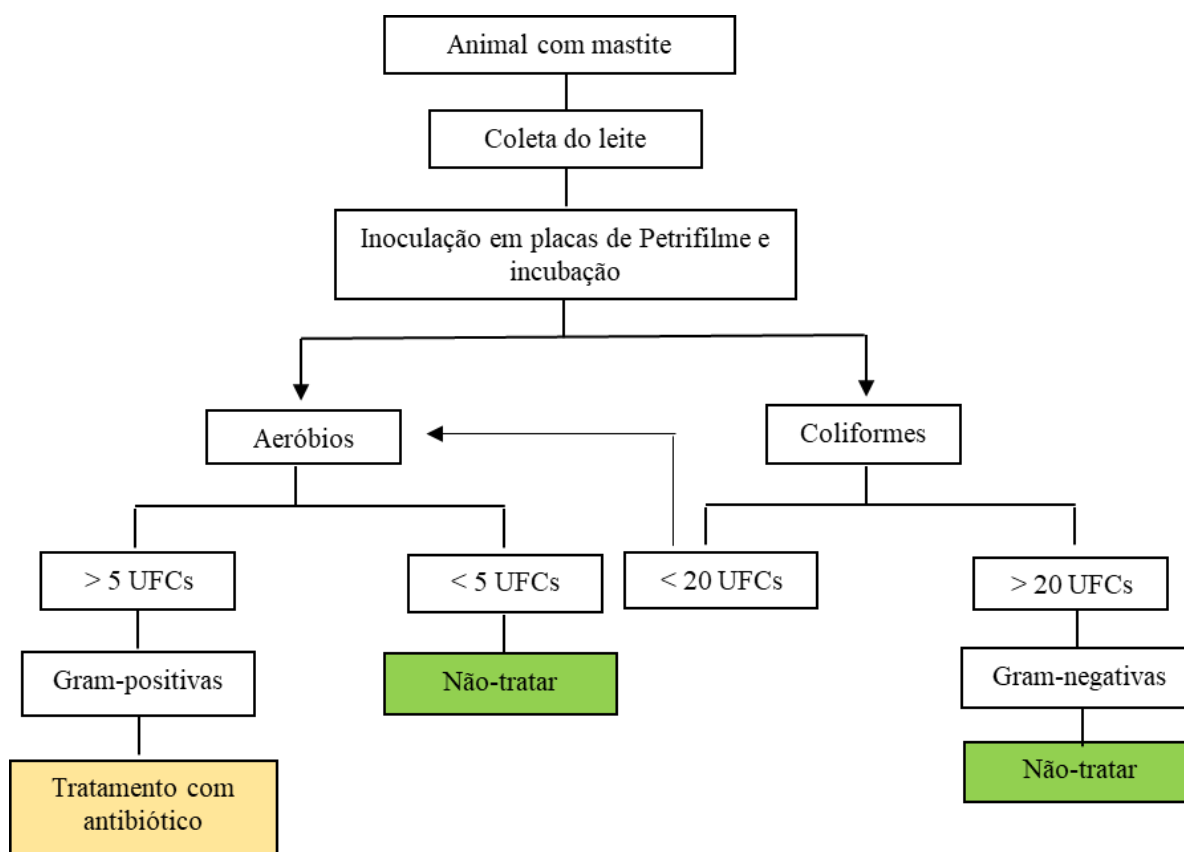 Animal com mastite
Coleta do leite
Inoculação em placas de Petrifilme e
incubação
Aeróbios
Coliformes
> 5 UFCs
< 5 UFCs
< 20 UFCs
> 20 UFCs
Gram-positivas
Não-tratar
Gram-negativas
Tratamento com
antibiótico
Não-tratar